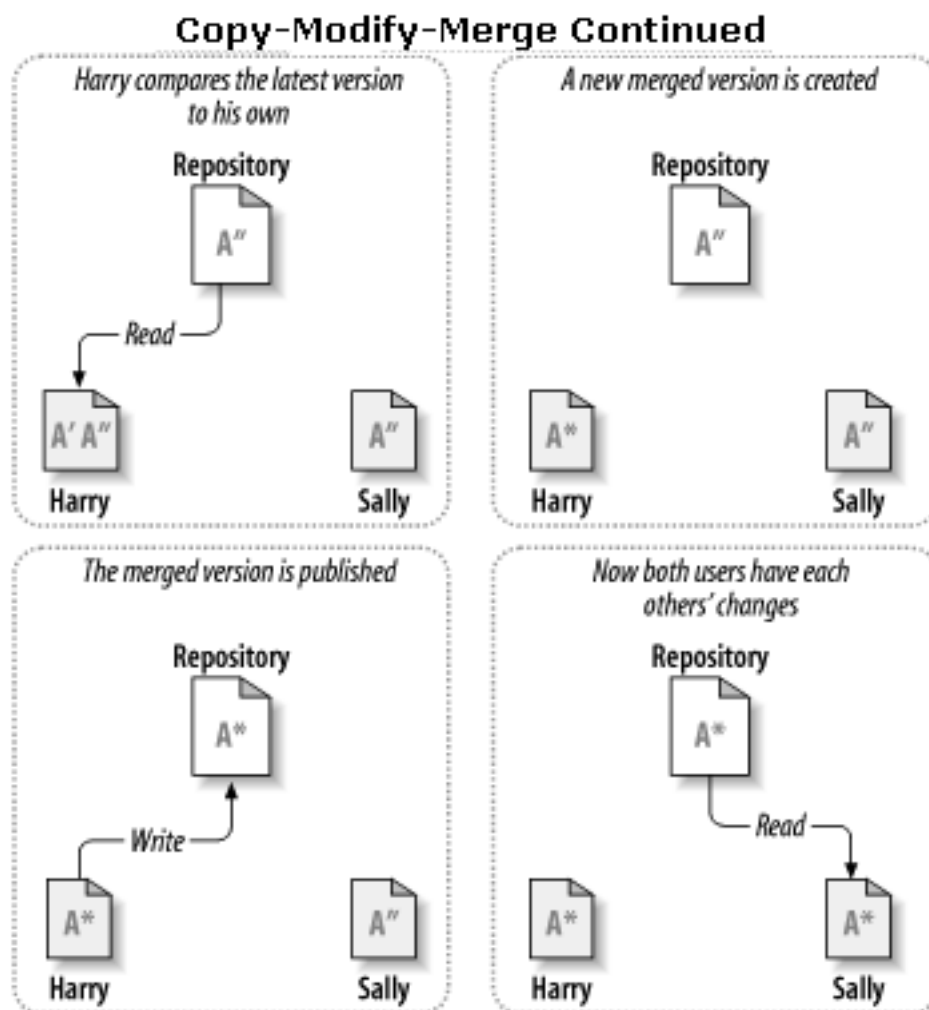 Copy-Modify-Merge Continued
Harry compares the latest version
to his own
Repository
A″
Read
A′ A″
A″
Harry
Sally
A new merged version is created
Repository
A″
A*
A″
Harry
Sally
The merged version is published
Repository
A*
Write
A*
A″
Harry
Sally
Now both users have each
others’ changes
Repository
A*
Read
A*
A*
Harry
Sally